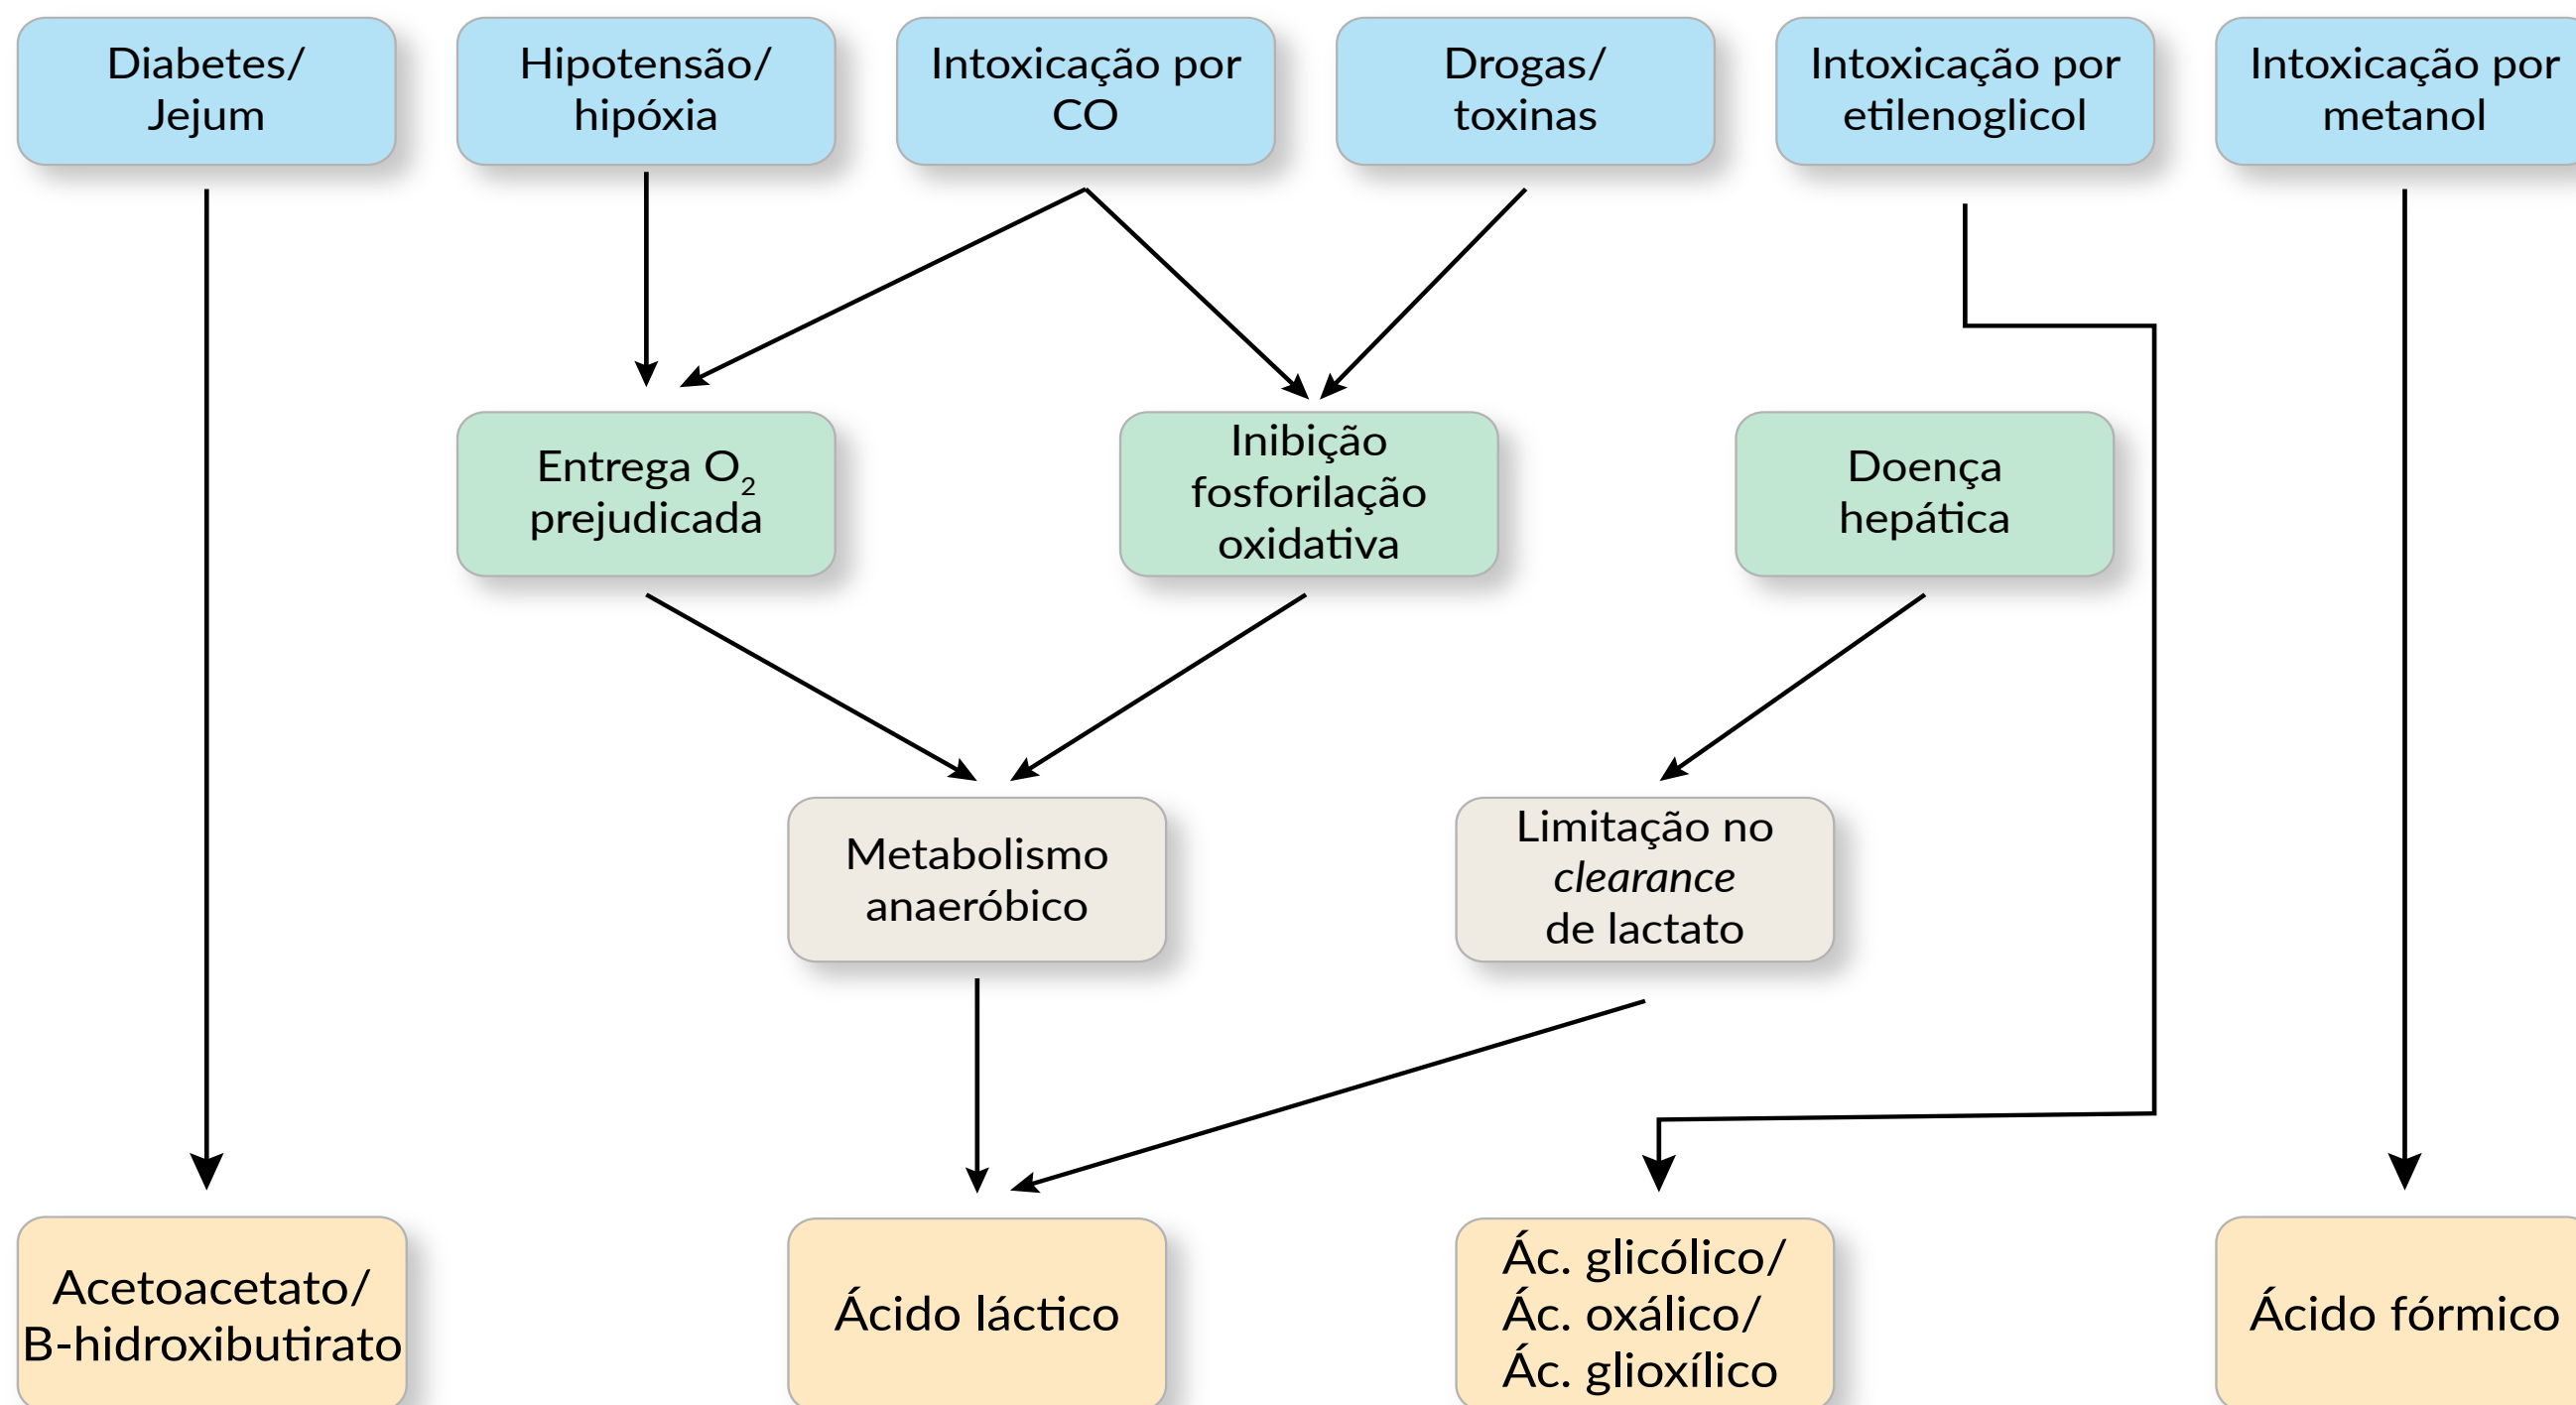 Diabetes/
Jejum
Hipotensão/
hipóxia
Intoxicação por
CO
Drogas/
toxinas
Intoxicação por
etilenoglicol
Intoxicação por
metanol
Entrega O₂
prejudicada
Inibição
fosforilação
oxidativa
Doença
hepática
Metabolismo
anaeróbico
Limitação no
clearance
de lactato
Acetoacetato/
B-hidroxibutirato
Ácido láctico
Ác. glicólico/
Ác. oxálico/
Ác. glioxílico
Ácido fórmico